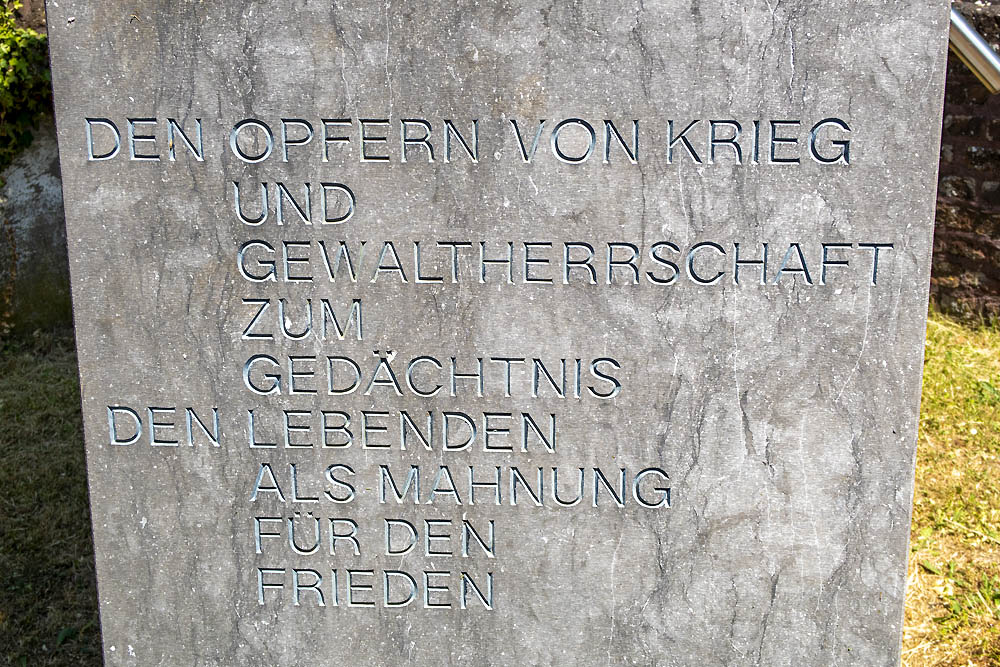 DEN OPFERN VON KRIEG
UND
GEWALTHERRSCHAFT
ZUM
GEDÄCHTNIS
DEN LEBENDEN
ALS MAHNUNG
FÜR DEN
FRIEDEN